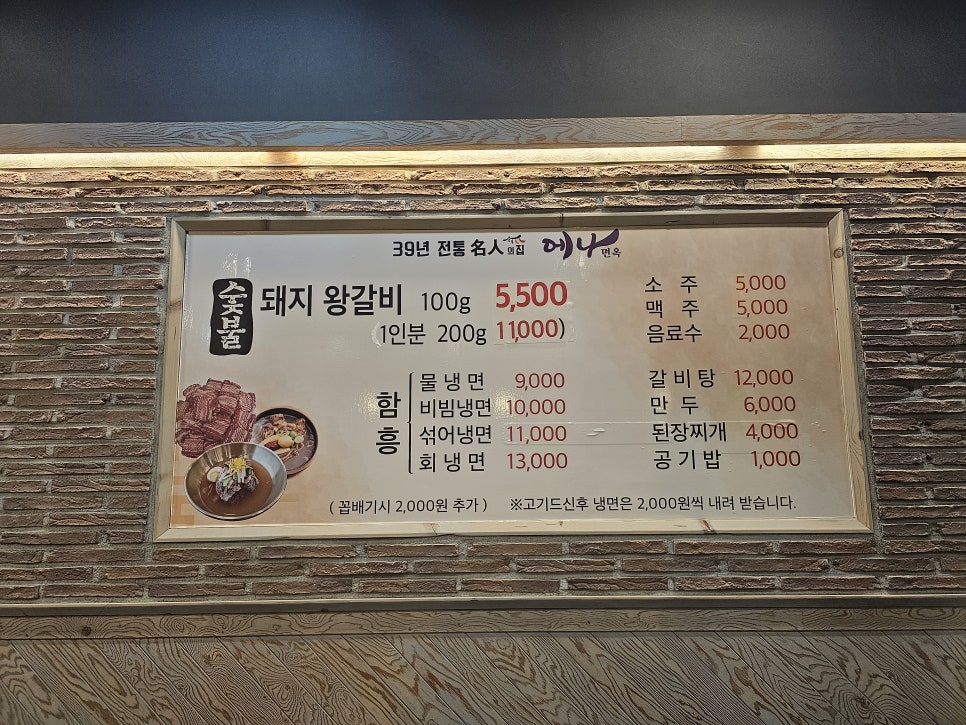 39년 전통 名人의집 에나면옥
숯불
돼지 왕갈비 100g 5,500
1인분 200g 11,000)
함흥
물냉면 9,000
비빔냉면 10,000
섞어냉면 11,000
회냉면 13,000
소주 5,000
맥주 5,000
음료수 2,000
갈비탕 12,000
만두 6,000
된장찌개 4,000
공기밥 1,000
( 꼽배기시 2,000원 추가 ) ※고기드신후 냉면은 2,000원씩 내려 받습니다.